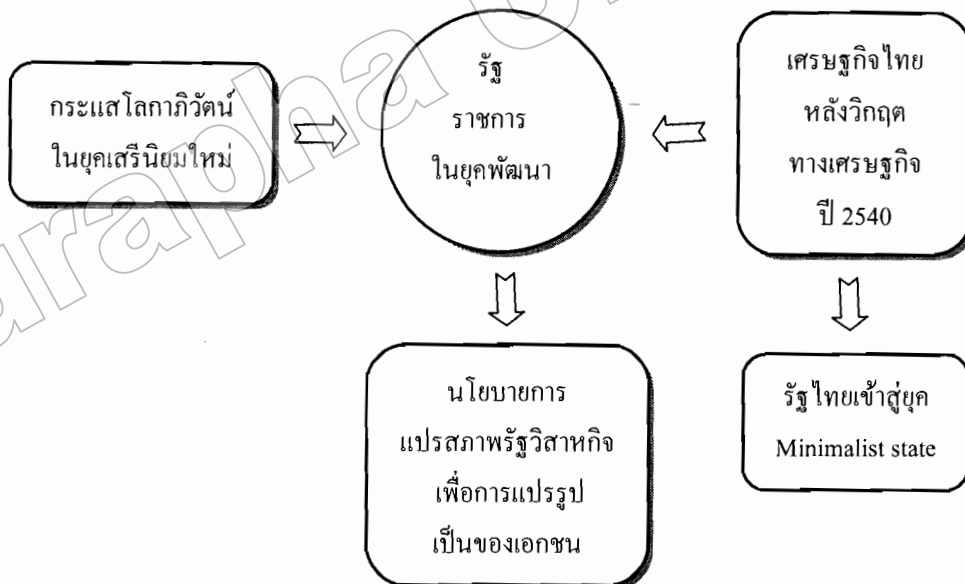 กระแสโลกาภิวัตน์
ในยุคเสรีนิยมใหม่
รัฐ
ราชการ
ในยุคพัฒนา
เศรษฐกิจไทย
หลังวิกฤต
ทางเศรษฐกิจ
ปี 2540
นโยบายการ
แปรสภาพรัฐวิสาหกิจ
เพื่อการแปรรูป
เป็นของเอกชน
รัฐไทยเข้าสู่ยุค
Minimalist state